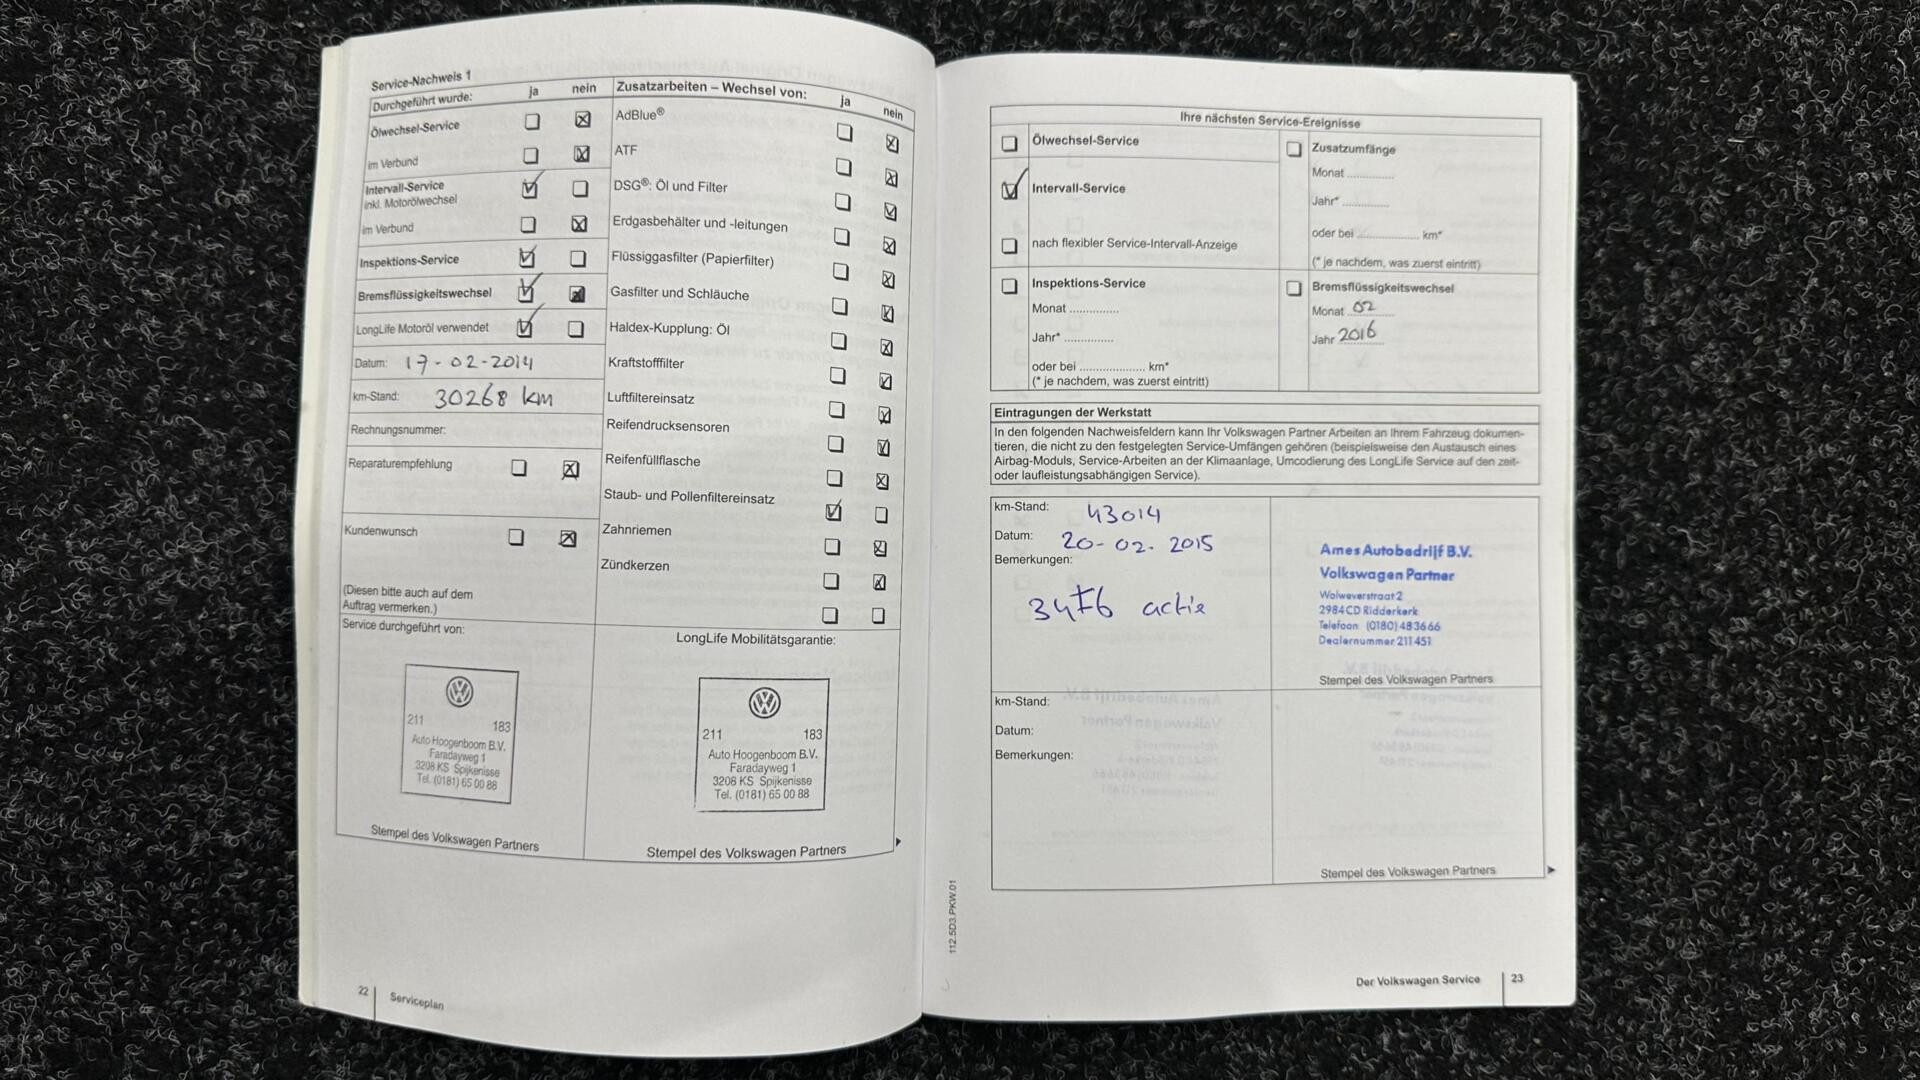 Service-Nachweis 1
Durchgeführt wurde: ja nein
Ölwechsel-Service
im Verbund
Intervall-Service
inkl. Motorölwechsel
im Verbund
Inspektions-Service
Bremsflüssigkeitswechsel
LongLife Motoröl verwendet
Datum: 17-02-2014
km-Stand: 30268 km
Rechnungsnummer:
Reparaturempfehlung
Kundenwunsch
(Diesen bitte auch auf dem
Auftrag vermerken.)
Service durchgeführt von:
211 183
Auto Hoogenboom B.V.
Faradayweg 1
3208 KS Spijkenisse
Tel. (0181) 65 00 88
Stempel des Volkswagen Partners
Zusatzarbeiten – Wechsel von: ja nein
AdBlue®
ATF
DSG®: Öl und Filter
Erdgasbehälter und -leitungen
Flüssiggasfilter (Papierfilter)
Gasfilter und Schläuche
Haldex-Kupplung: Öl
Kraftstofffilter
Luftfiltereinsatz
Reifendrucksensoren
Reifenfüllflasche
Staub- und Pollenfiltereinsatz
Zahnriemen
Zündkerzen
LongLife Mobilitätsgarantie:
211 183
Auto Hoogenboom B.V.
Faradayweg 1
3208 KS Spijkenisse
Tel. (0181) 65 00 88
Stempel des Volkswagen Partners
22 Serviceplan
Ihre nächsten Service-Ereignisse
Ölwechsel-Service
Intervall-Service
nach flexibler Service-Intervall-Anzeige
Inspektions-Service
Monat ..............
Jahr* ..............
oder bei ................... km*
(* je nachdem, was zuerst eintritt)
Zusatzumfänge
Monat ..............
Jahr* ..............
oder bei ................... km*
(* je nachdem, was zuerst eintritt)
Bremsflüssigkeitswechsel
Monat 02
Jahr 2016
Eintragungen der Werkstatt
In den folgenden Nachweisfeldern kann Ihr Volkswagen Partner Arbeiten an Ihrem Fahrzeug dokumen-
tieren, die nicht zu den festgelegten Service-Umfängen gehören (beispielsweise den Austausch eines
Airbag-Moduls, Service-Arbeiten an der Klimaanlage, Umcodierung des LongLife Service auf den zeit-
oder laufleistungsabhängigen Service).
km-Stand: 43014
Datum: 20-02-2015
Bemerkungen:
34F6 actie
Ames Autobedrijf B.V.
Volkswagen Partner
Wolweverstraat 2
2984 CD Ridderkerk
Telefoon (0180) 483666
Dealernummer 211451
Stempel des Volkswagen Partners
km-Stand:
Datum:
Bemerkungen:
Stempel des Volkswagen Partners
112.5D3.PKW.01
Der Volkswagen Service 23